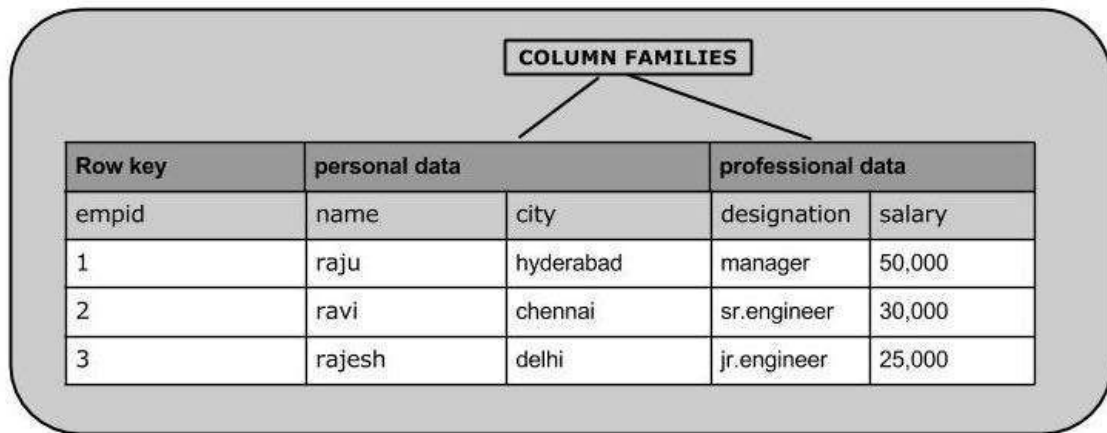 COLUMN FAMILIES
Row key personal data professional data
empid name city designation salary
1 raju hyderabad manager 50,000
2 ravi chennai sr.engineer 30,000
3 rajesh delhi jr.engineer 25,000